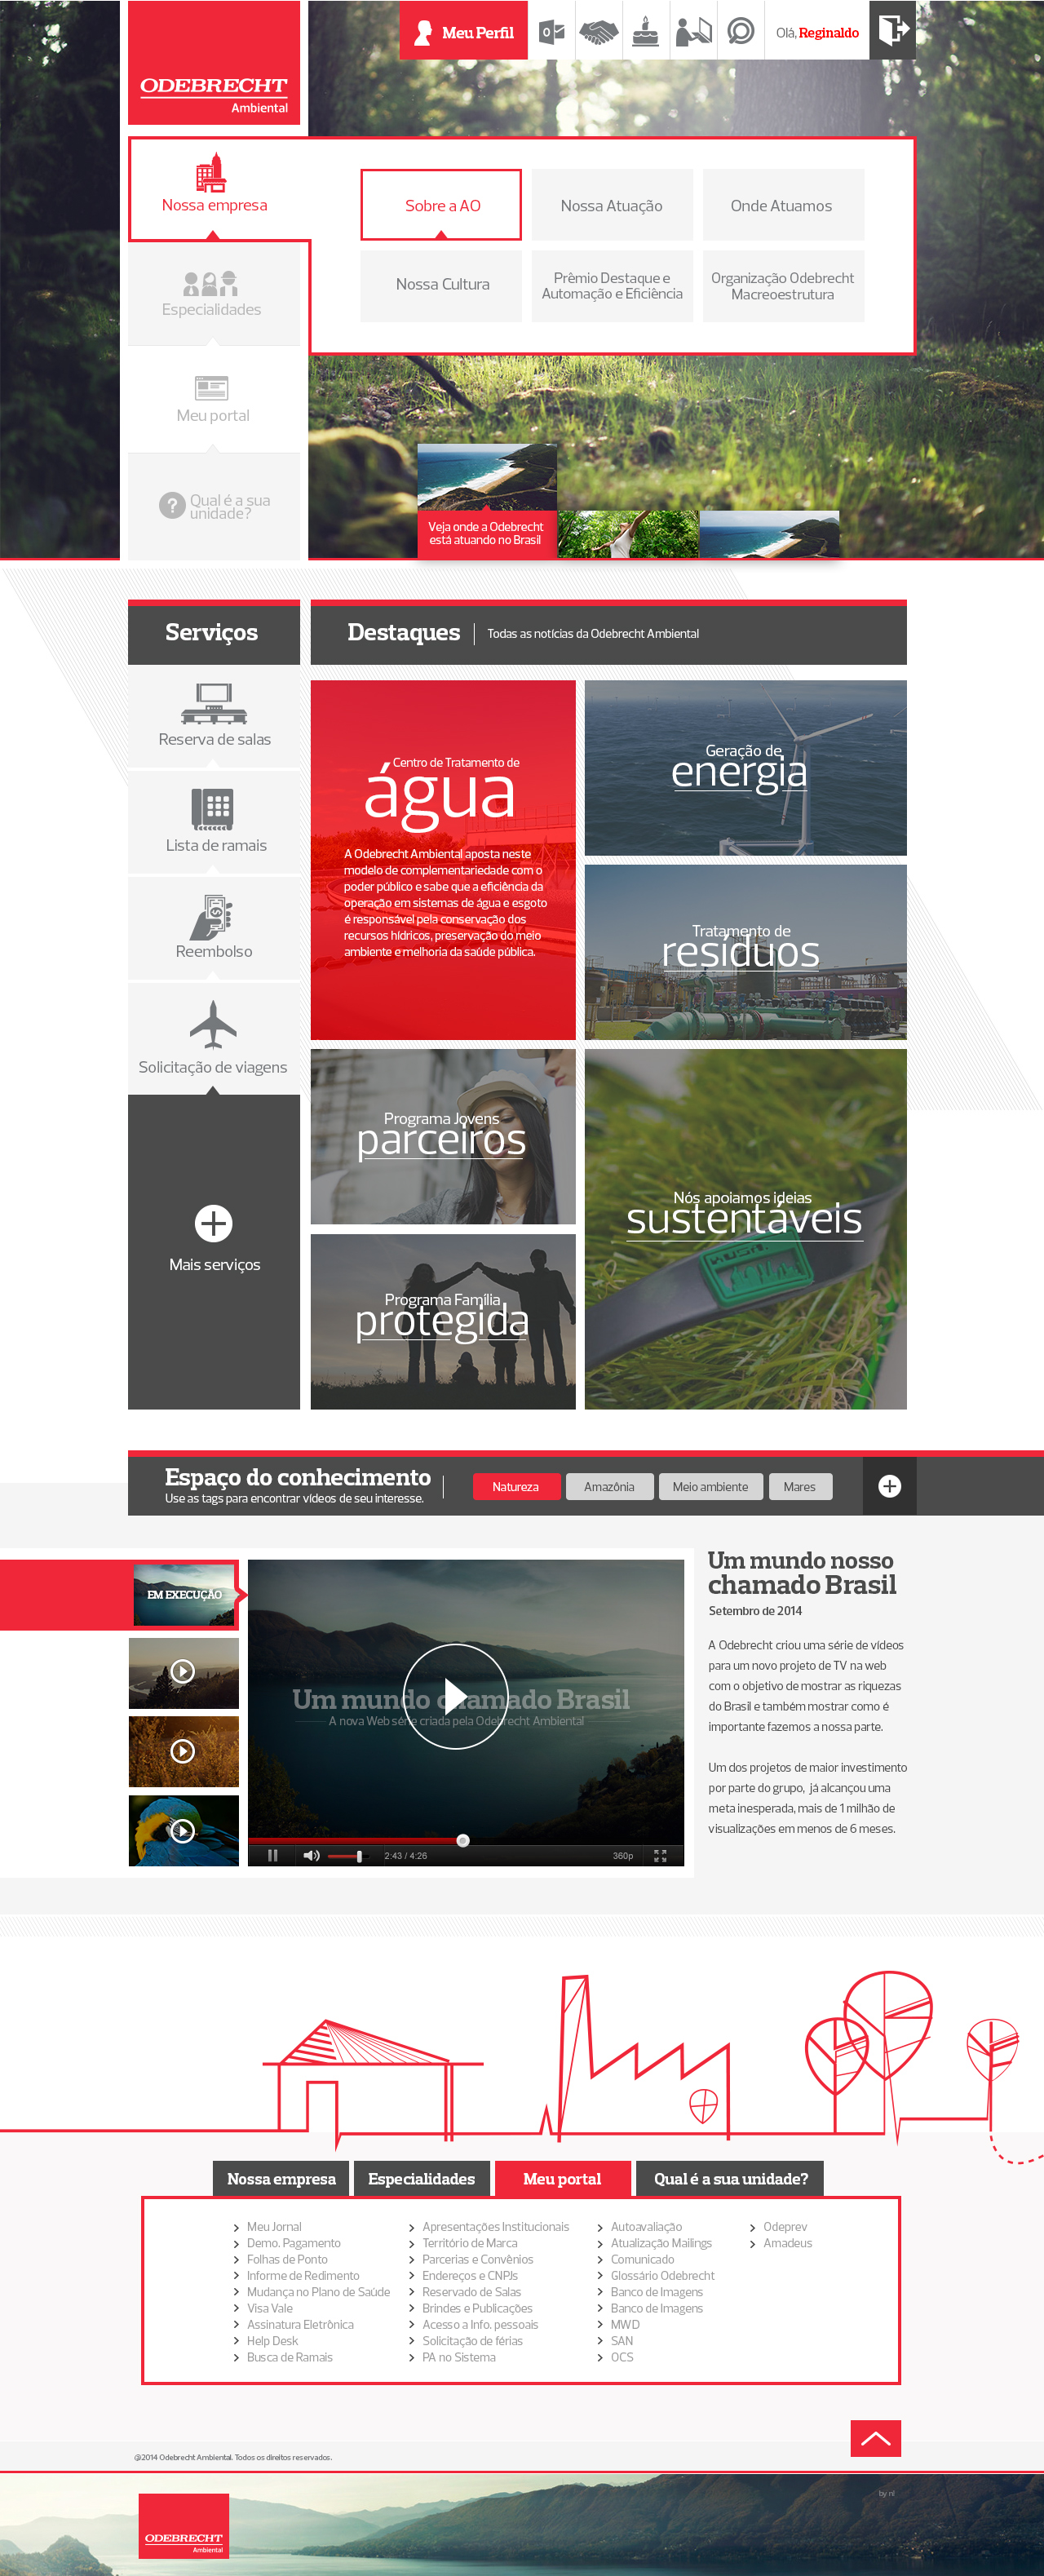 Meu Perfil
Olá, Reginaldo
ODEBRECHT
Ambiental
Nossa empresa
Especialidades
Meu portal
?
Qual é a sua
unidade?
Sobre a AO
Nossa Atuação
Onde Atuamos
Nossa Cultura
Prêmio Destaque e
Automação e Eficiência
Organização Odebrecht
Macreoestrutura
Veja onde a Odebrecht
está atuando no Brasil
Serviços
Reserva de salas
Lista de ramais
Reembolso
Solicitação de viagens
Mais serviços
Destaques
Todas as notícias da Odebrecht Ambiental
Centro de Tratamento de
água
A Odebrecht Ambiental aposta neste
modelo de complementariedade com o
poder público e sabe que a eficiência da
operação em sistemas de água e esgoto
é responsável pela conservação dos
recursos hídricos, preservação do meio
ambiente e melhoria da saúde pública.
Geração de
energia
Tratamento de
resíduos
Programa Jovens
parceiros
Programa Família
protegida
Nós apoiamos ideias
sustentáveis
Espaço do conhecimento
Use as tags para encontrar vídeos de seu interesse.
Natureza
Amazônia
Meio ambiente
Mares
EM EXECUÇÃO
Um mundo chamado Brasil
A nova Web série criada pela Odebrecht Ambiental
2:43 / 4:26
360p
Um mundo nosso
chamado Brasil
Setembro de 2014
A Odebrecht criou uma série de vídeos
para um novo projeto de TV na web
com o objetivo de mostrar as riquezas
do Brasil e também mostrar como é
importante fazemos a nossa parte.
Um dos projetos de maior investimento
por parte do grupo, já alcançou uma
meta inesperada, mais de 1 milhão de
visualizações em menos de 6 meses.
Nossa empresa
Especialidades
Meu portal
Qual é a sua unidade?
Meu Jornal
Demo. Pagamento
Folhas de Ponto
Informe de Redimento
Mudança no Plano de Saúde
Visa Vale
Assinatura Eletrônica
Help Desk
Busca de Ramais
Apresentações Institucionais
Território de Marca
Parcerias e Convênios
Endereços e CNPJs
Reservado de Salas
Brindes e Publicações
Acesso a Info. pessoais
Solicitação de férias
PA no Sistema
Autoavaliação
Atualização Mailings
Comunicado
Glossário Odebrecht
Banco de Imagens
Banco de Imagens
MWD
SAN
OCS
Odeprev
Amadeus
@2014 Odebrecht Ambiental. Todos os direitos reservados.
ODEBRECHT
Ambiental